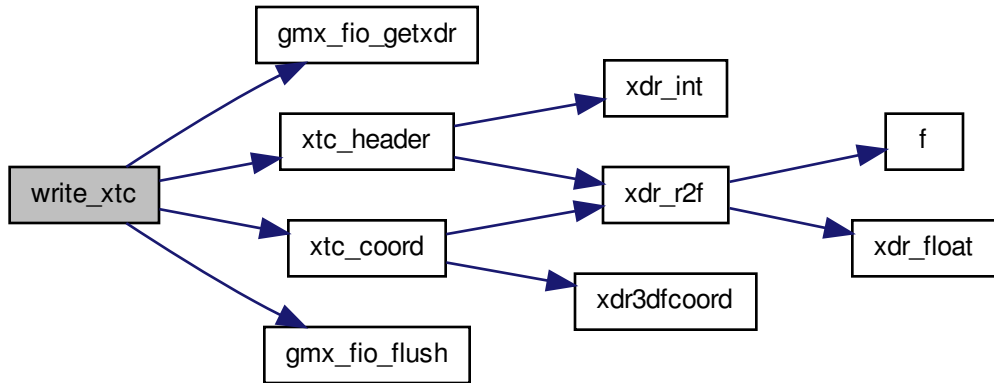 gmx_fio_getxdr
xdr_int
xtc_header
f
write_xtc
xdr_r2f
xtc_coord
xdr_float
xdr3dfcoord
gmx_fio_flush